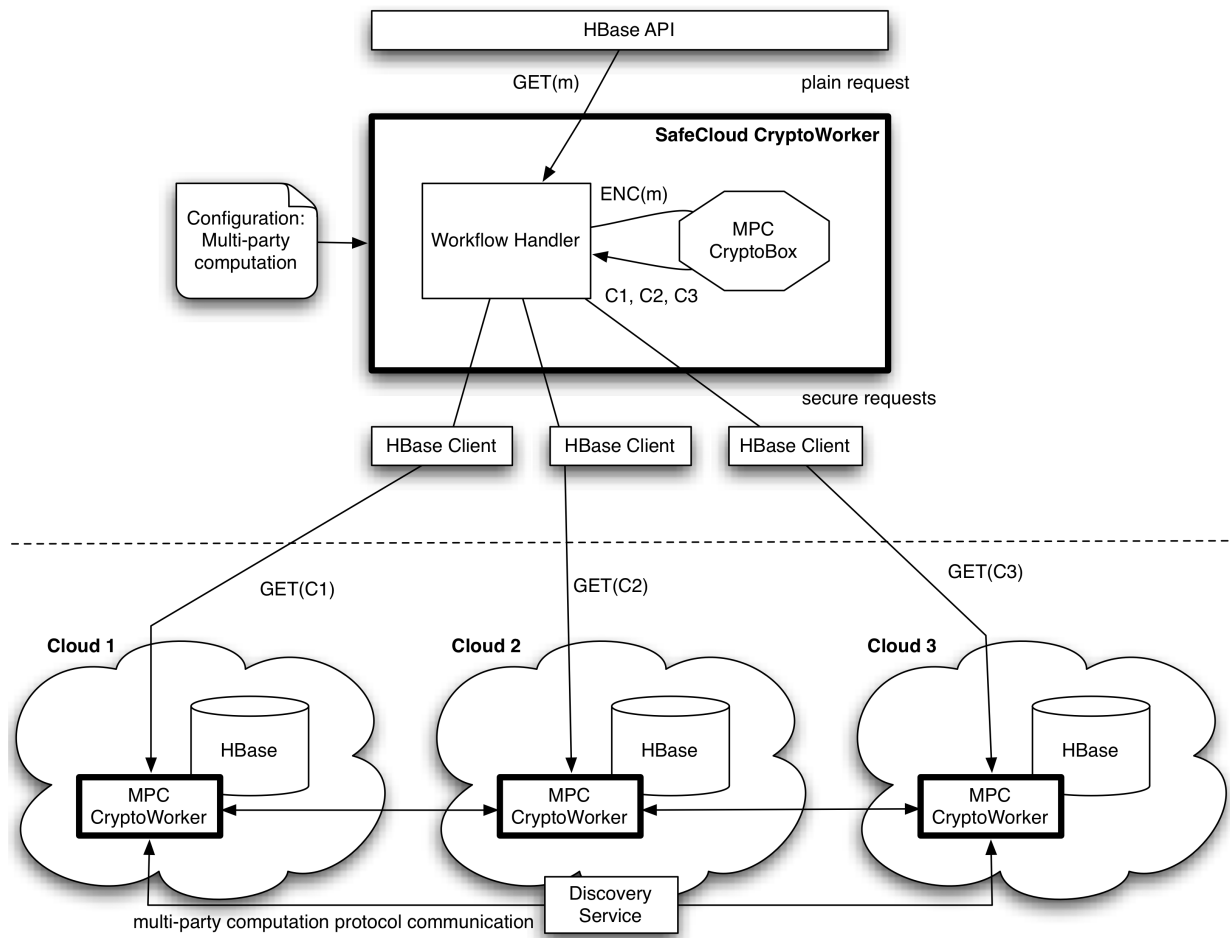 HBase API
GET(m)
plain request
SafeCloud CryptoWorker
Configuration:
Multi-party
computation
Workflow Handler
ENC(m)
MPC
CryptoBox
C1, C2, C3
secure requests
HBase Client
HBase Client
HBase Client
GET(C1)
GET(C2)
GET(C3)
Cloud 1
Cloud 2
Cloud 3
HBase
HBase
HBase
MPC
CryptoWorker
MPC
CryptoWorker
MPC
CryptoWorker
Discovery
Service
multi-party computation protocol communication